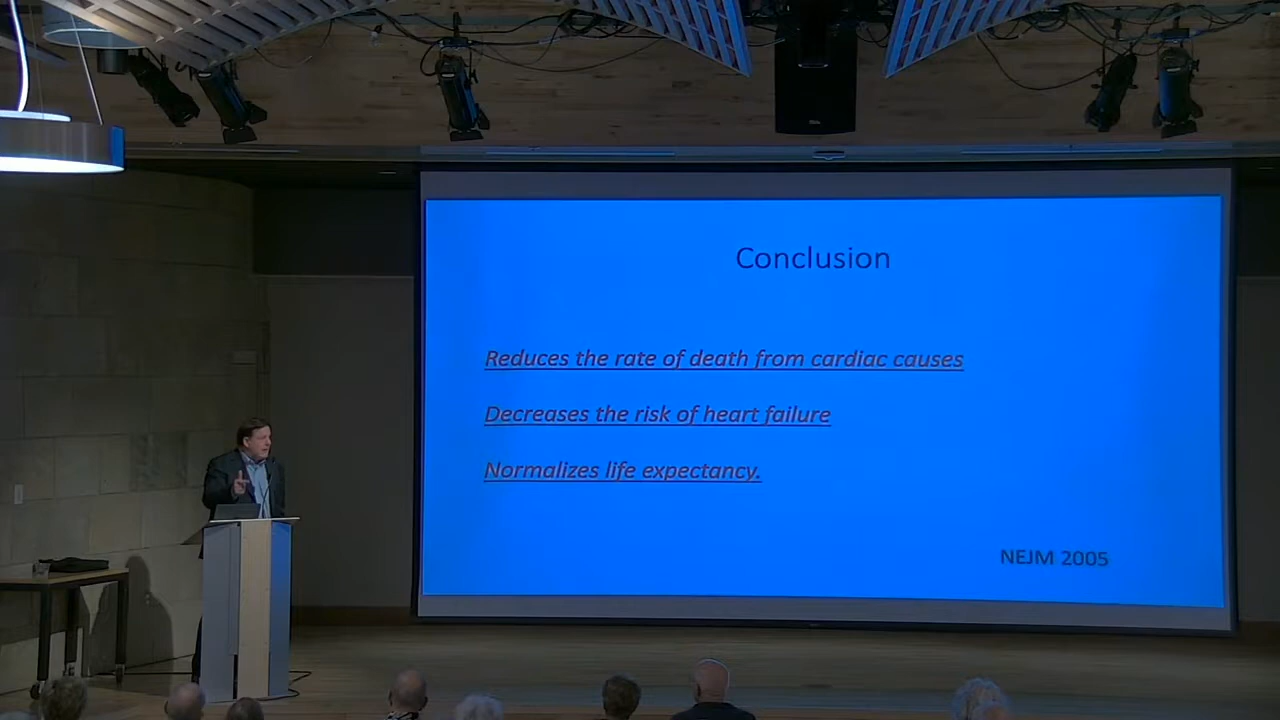 Conclusion
Reduces the rate of death from cardiac causes
Decreases the risk of heart failure
Normalizes life expectancy.
NEJM 2005